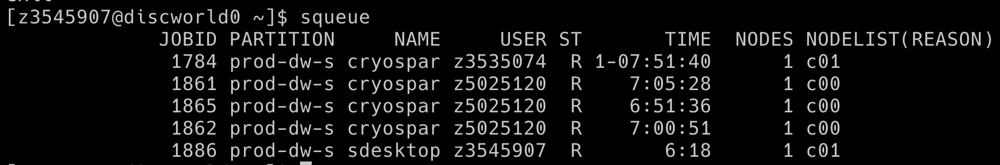 [z3545907@discworld0 ~]$ squeue
JOBID PARTITION NAME USER ST TIME NODES NODELIST(REASON)
1784 prod-dw-s cryospar z3535074 R 1-07:51:40 1 c01
1861 prod-dw-s cryospar z5025120 R 7:05:28 1 c00
1865 prod-dw-s cryospar z5025120 R 6:51:36 1 c00
1862 prod-dw-s cryospar z5025120 R 7:00:51 1 c00
1886 prod-dw-s sdesktop z3545907 R 6:18 1 c01